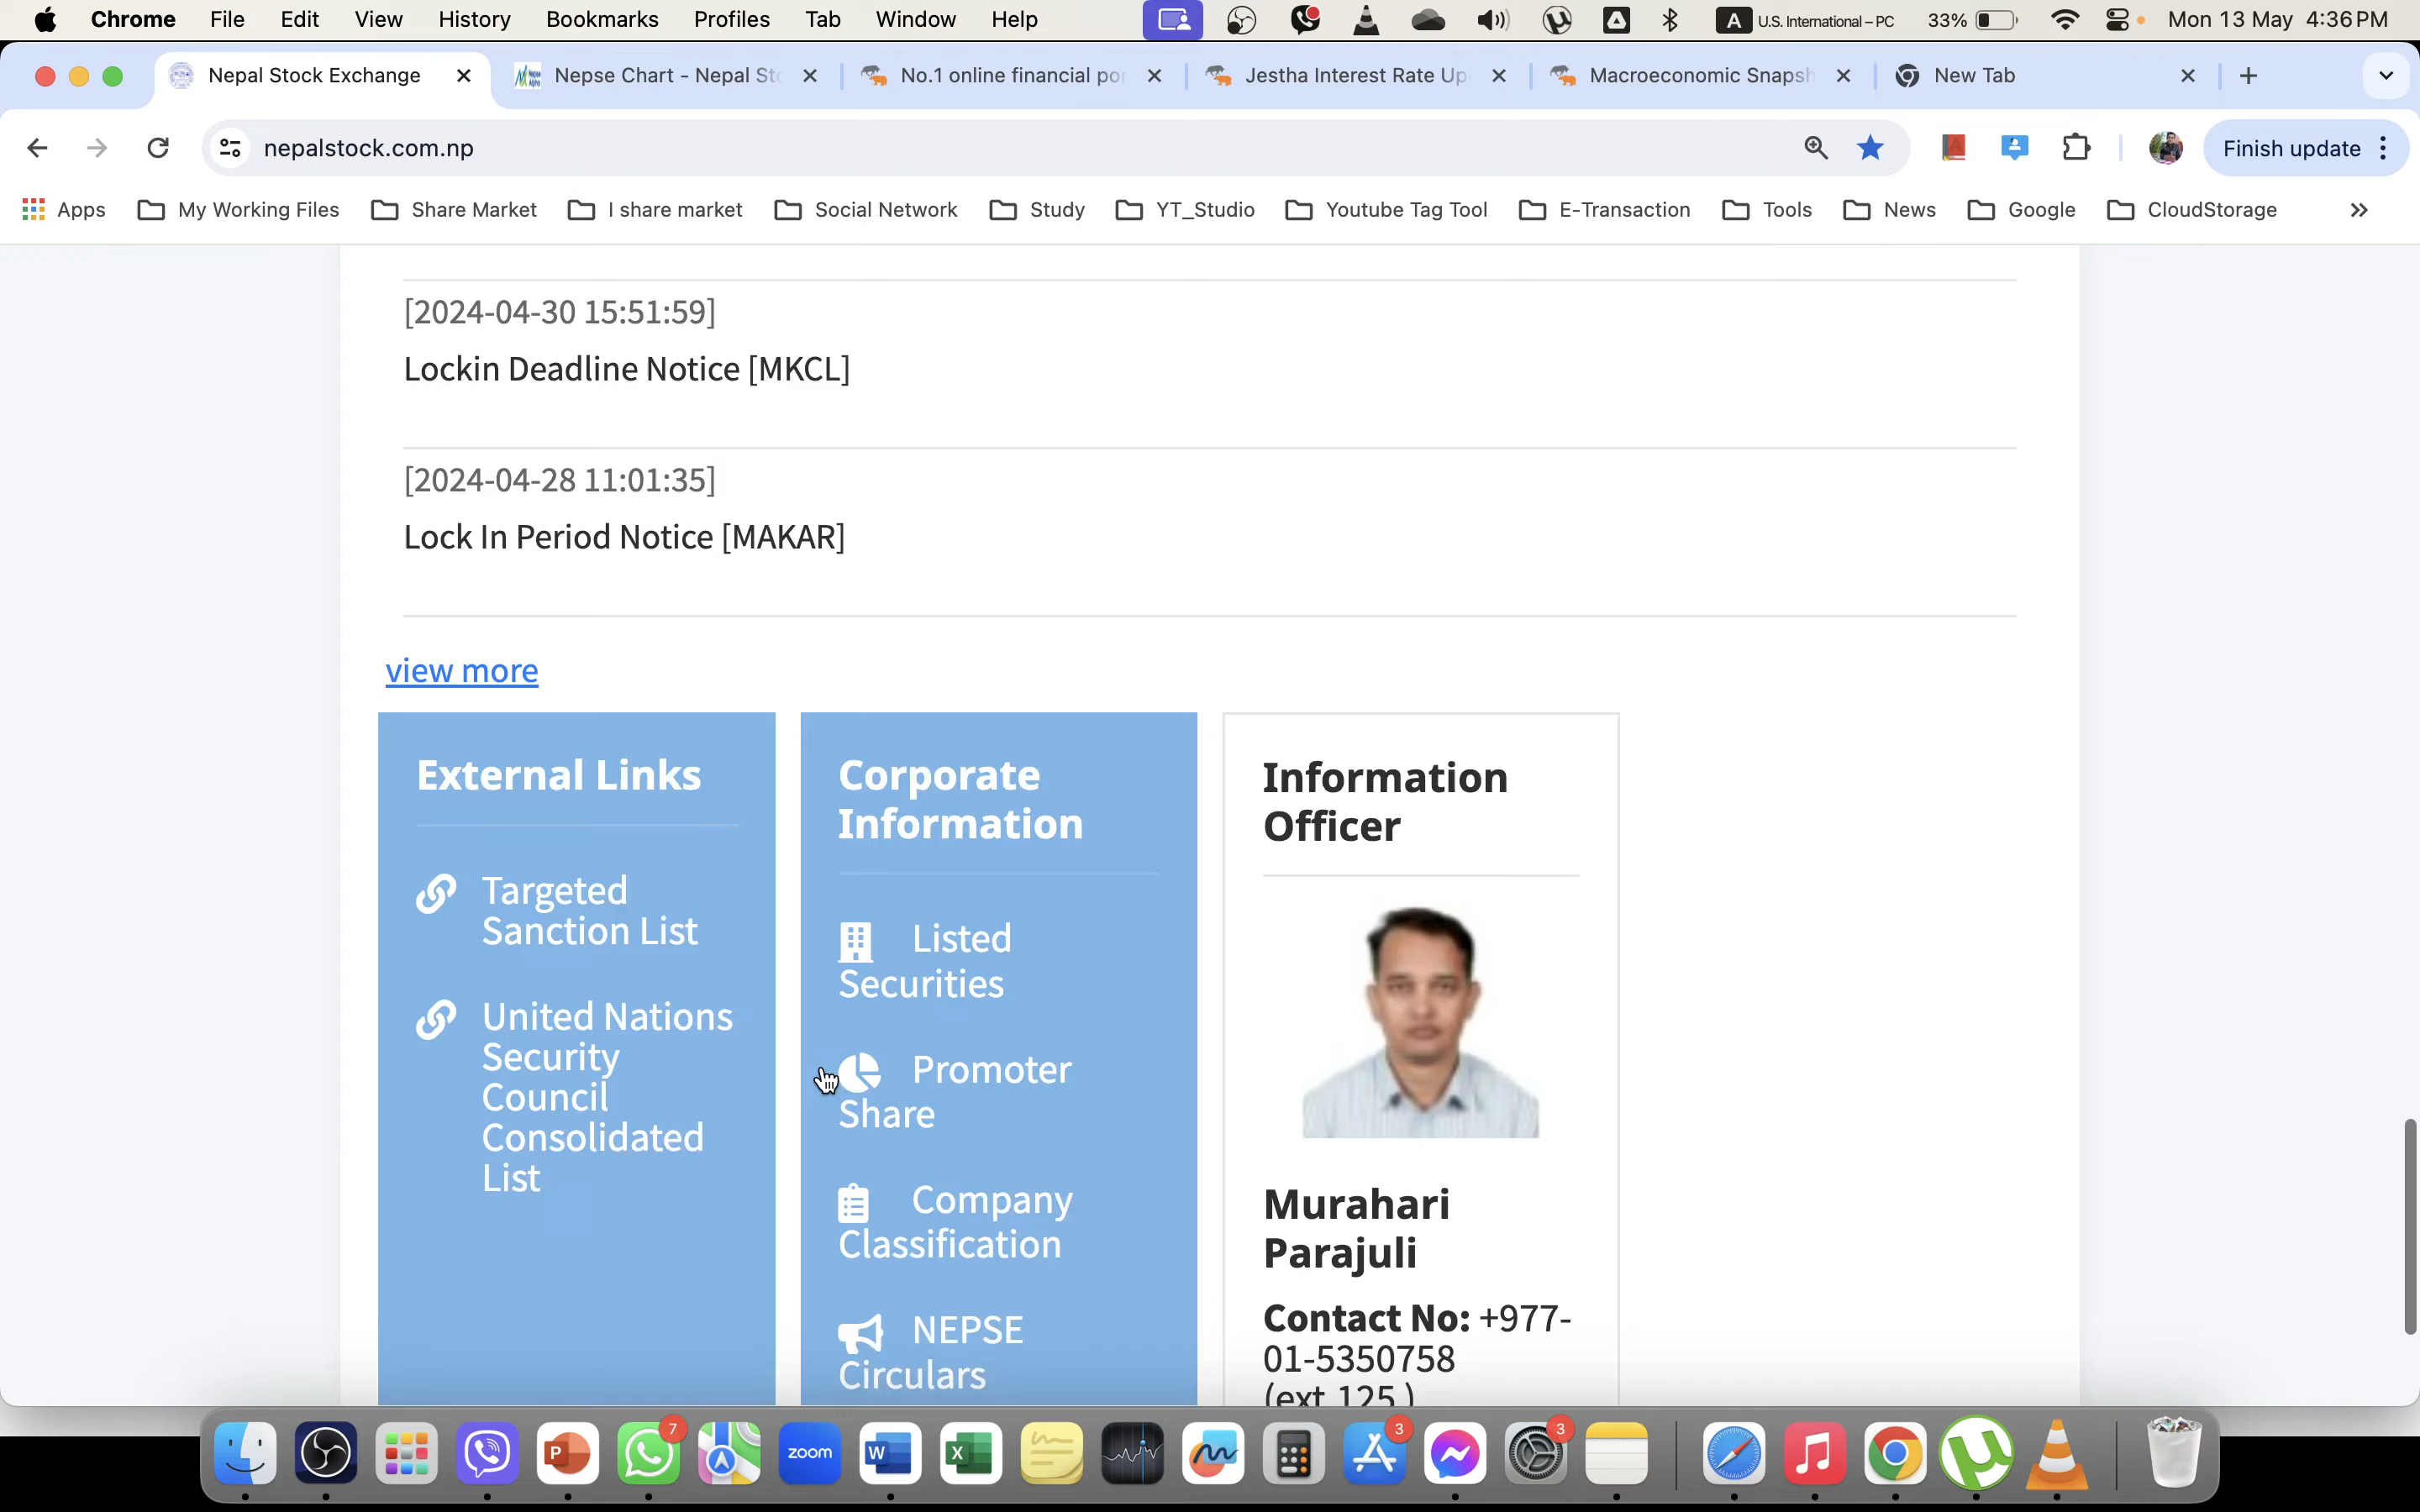 Chrome File Edit View History Bookmarks Profiles Tab Window Help A U.S. International – PC 33% Mon 13 May 4:36 PM
Nepal Stock Exchange Nepse Chart - Nepal St No.1 online financial po Jestha Interest Rate Up Macroeconomic Snapsh New Tab
nepalstock.com.np Finish update
Apps My Working Files Share Market I share market Social Network Study YT_Studio Youtube Tag Tool E-Transaction Tools News Google CloudStorage
[2024-04-30 15:51:59]
Lockin Deadline Notice [MKCL]
[2024-04-28 11:01:35]
Lock In Period Notice [MAKAR]
view more
External Links
Targeted
Sanction List
United Nations
Security
Council
Consolidated
List
Corporate
Information
Listed
Securities
Promoter
Share
Company
Classification
NEPSE
Circulars
Information
Officer
Murahari
Parajuli
Contact No: +977-
01-5350758
(ext 125 )
7 zoom 3 3